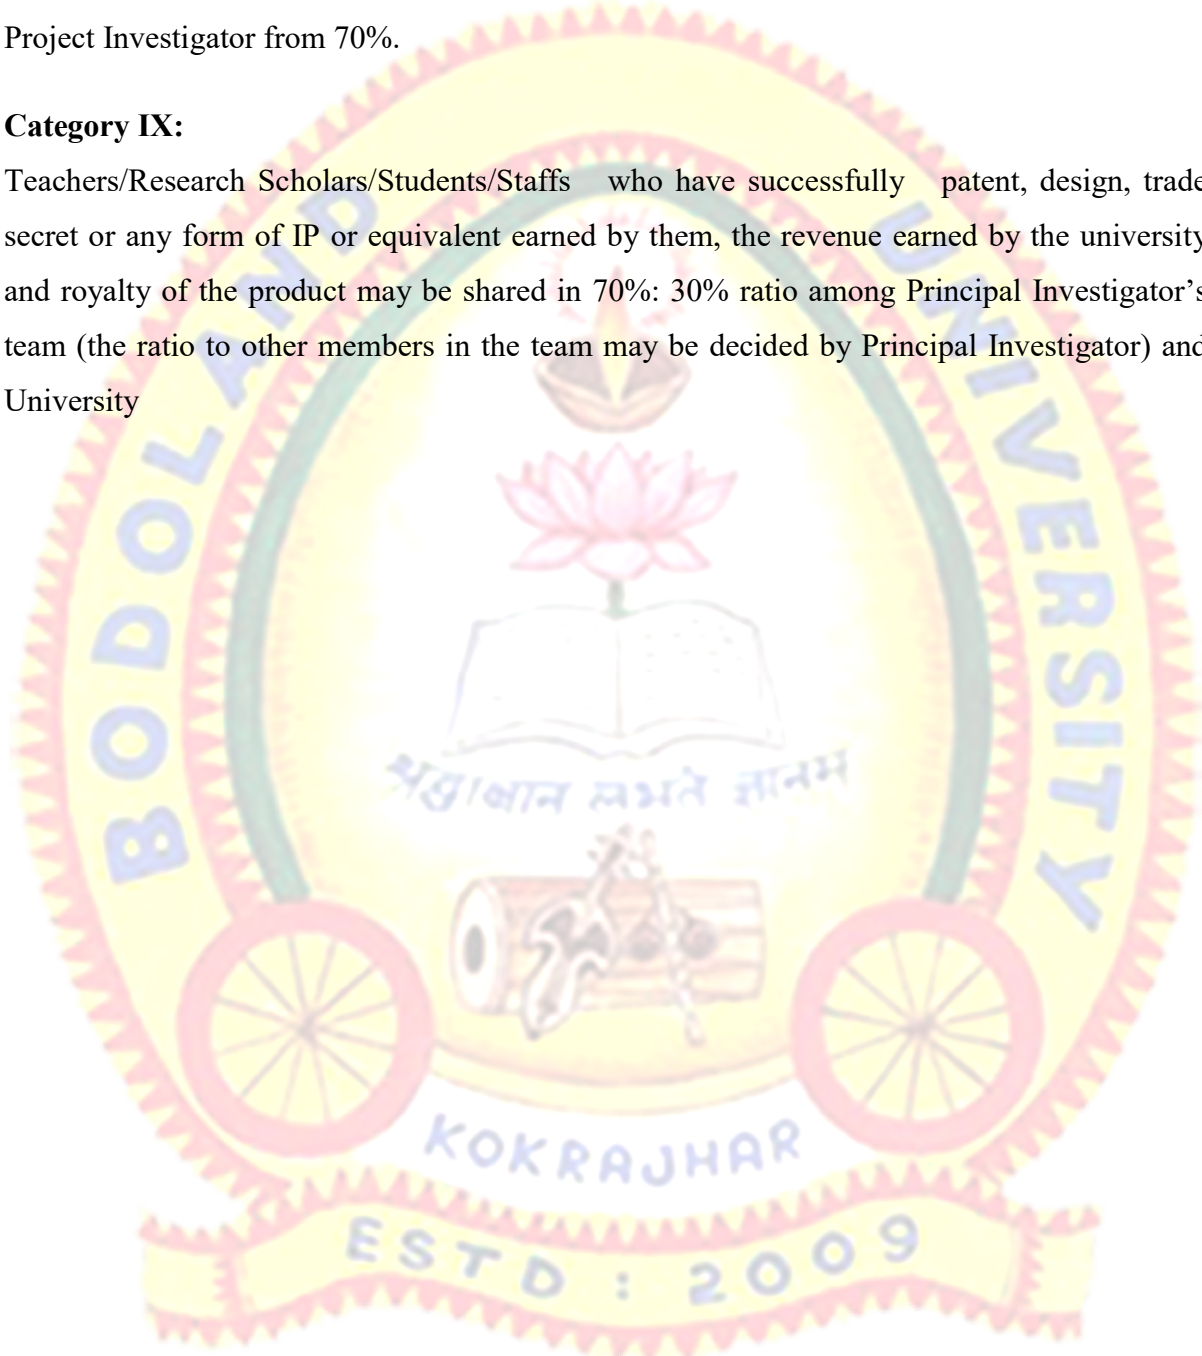 Project Investigator from 70%.
Category IX:
Teachers/Research Scholars/Students/Staffs who have successfully patent, design, trade
secret or any form of IP or equivalent earned by them, the revenue earned by the university
and royalty of the product may be shared in 70%: 30% ratio among Principal Investigator’s
team (the ratio to other members in the team may be decided by Principal Investigator) and
University
BODOLAND UNIVERSITY
लभते ज्ञानम
KOKRAJHAR
ESTD : 2009